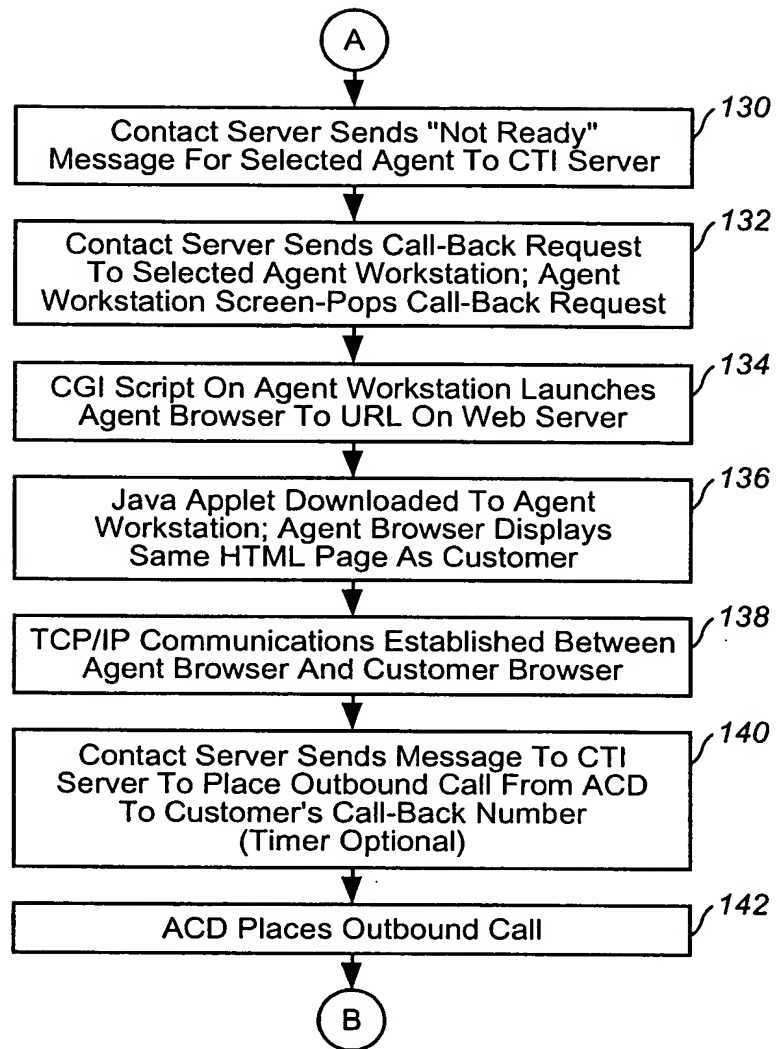 A
130
Contact Server Sends "Not Ready"
Message For Selected Agent To CTI Server
132
Contact Server Sends Call-Back Request
To Selected Agent Workstation; Agent
Workstation Screen-Pops Call-Back Request
134
CGI Script On Agent Workstation Launches
Agent Browser To URL On Web Server
136
Java Applet Downloaded To Agent
Workstation; Agent Browser Displays
Same HTML Page As Customer
138
TCP/IP Communications Established Between
Agent Browser And Customer Browser
140
Contact Server Sends Message To CTI
Server To Place Outbound Call From ACD
To Customer's Call-Back Number
(Timer Optional)
142
ACD Places Outbound Call
B